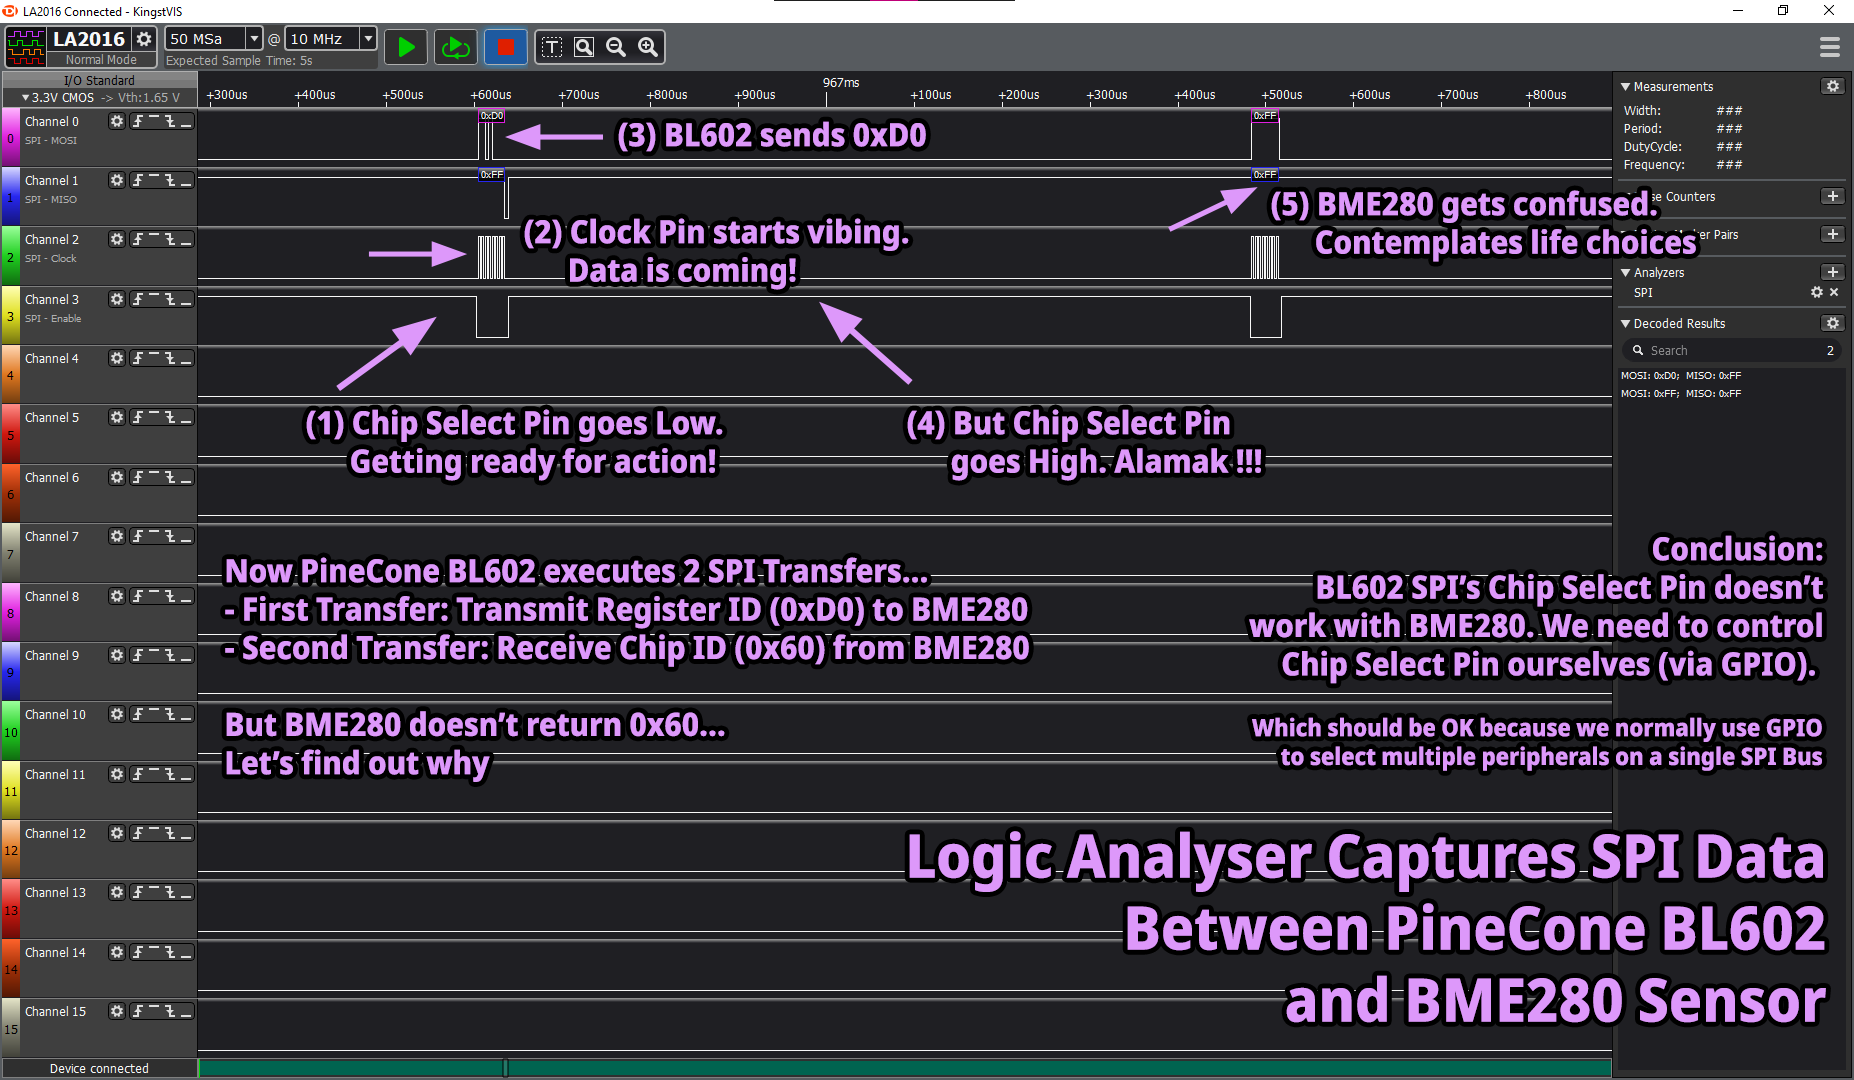 LA2016 Connected - KingstVIS
LA2016
Normal Mode
50 MSa @ 10 MHz
Expected Sample Time: 5s
I/O Standard
3.3V CMOS -> Vth:1.65 V
967ms
+300us +400us +500us +600us +700us +800us +900us +100us +200us +300us +400us +500us +600us +700us +800us
0 Channel 0
SPI - MOSI
0xD0
0xFF
(3) BL602 sends 0xD0
1 Channel 1
SPI - MISO
0xFF
0xFF
(5) BME280 gets confused.
Contemplates life choices
2 Channel 2
SPI - Clock
(2) Clock Pin starts vibing.
Data is coming!
3 Channel 3
SPI - Enable
(1) Chip Select Pin goes Low.
Getting ready for action!
(4) But Chip Select Pin
goes High. Alamak !!!
4 Channel 4
5 Channel 5
6 Channel 6
7 Channel 7
8 Channel 8
9 Channel 9
10 Channel 10
11 Channel 11
12 Channel 12
13 Channel 13
14 Channel 14
15 Channel 15
Now PineCone BL602 executes 2 SPI Transfers...
- First Transfer: Transmit Register ID (0xD0) to BME280
- Second Transfer: Receive Chip ID (0x60) from BME280
But BME280 doesn't return 0x60...
Let's find out why
Measurements
Width: ###
Period: ###
DutyCycle: ###
Frequency: ###
Counters
Pairs
Analyzers
SPI
Decoded Results
Search 2
MOSI: 0xD0; MISO: 0xFF
MOSI: 0xFF; MISO: 0xFF
Conclusion:
BL602 SPI's Chip Select Pin doesn't
work with BME280. We need to control
Chip Select Pin ourselves (via GPIO).
Which should be OK because we normally use GPIO
to select multiple peripherals on a single SPI Bus
Logic Analyser Captures SPI Data
Between PineCone BL602
and BME280 Sensor
Device connected